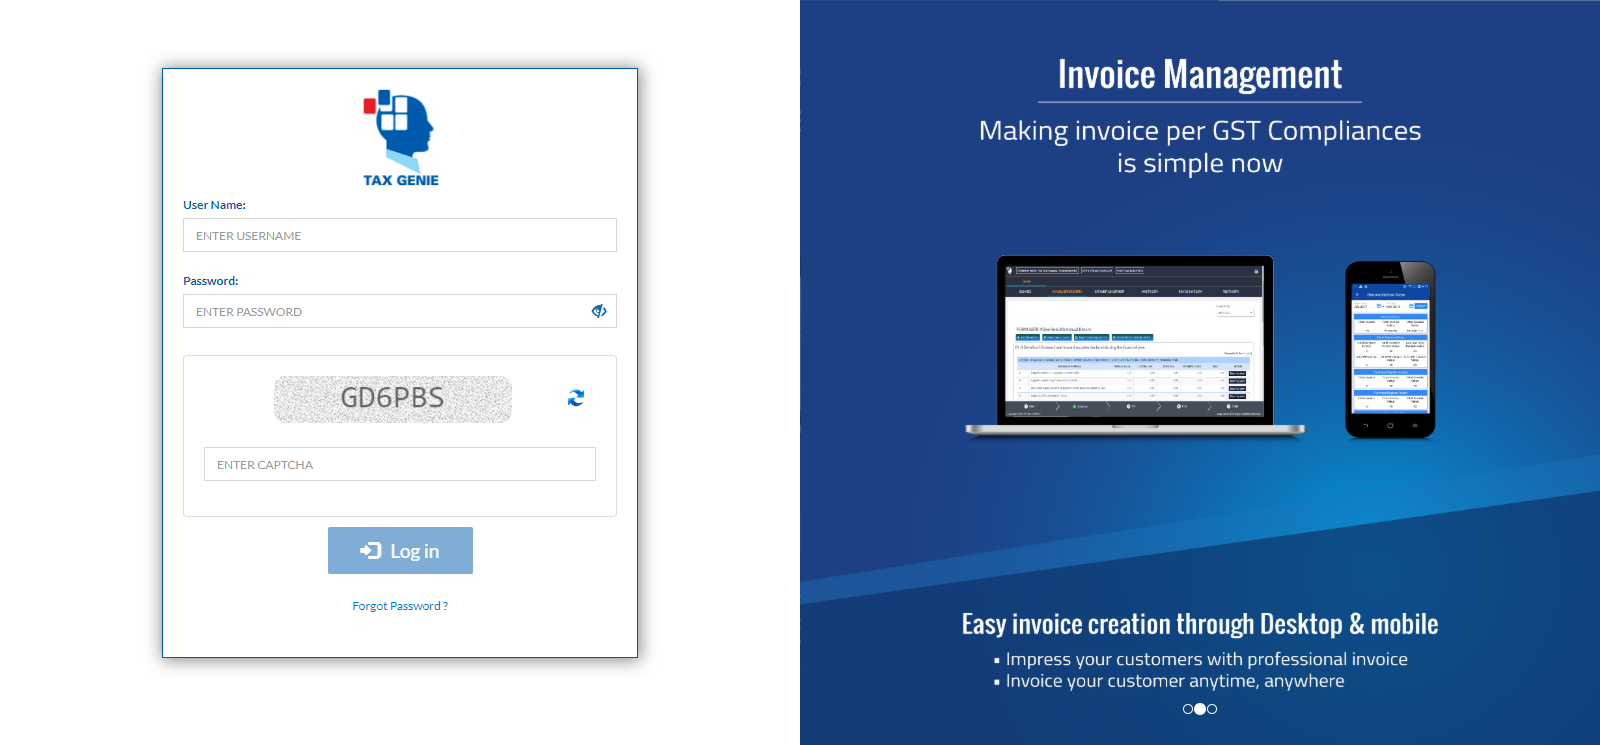 TAX GENIE
User Name:
ENTER USERNAME
Password:
ENTER PASSWORD
GD6PBS
ENTER CAPTCHA
Log in
Forgot Password ?
Invoice Management
Making invoice per GST Compliances
is simple now
Easy invoice creation through Desktop & mobile
▪ Impress your customers with professional invoice
▪ Invoice your customer anytime, anywhere